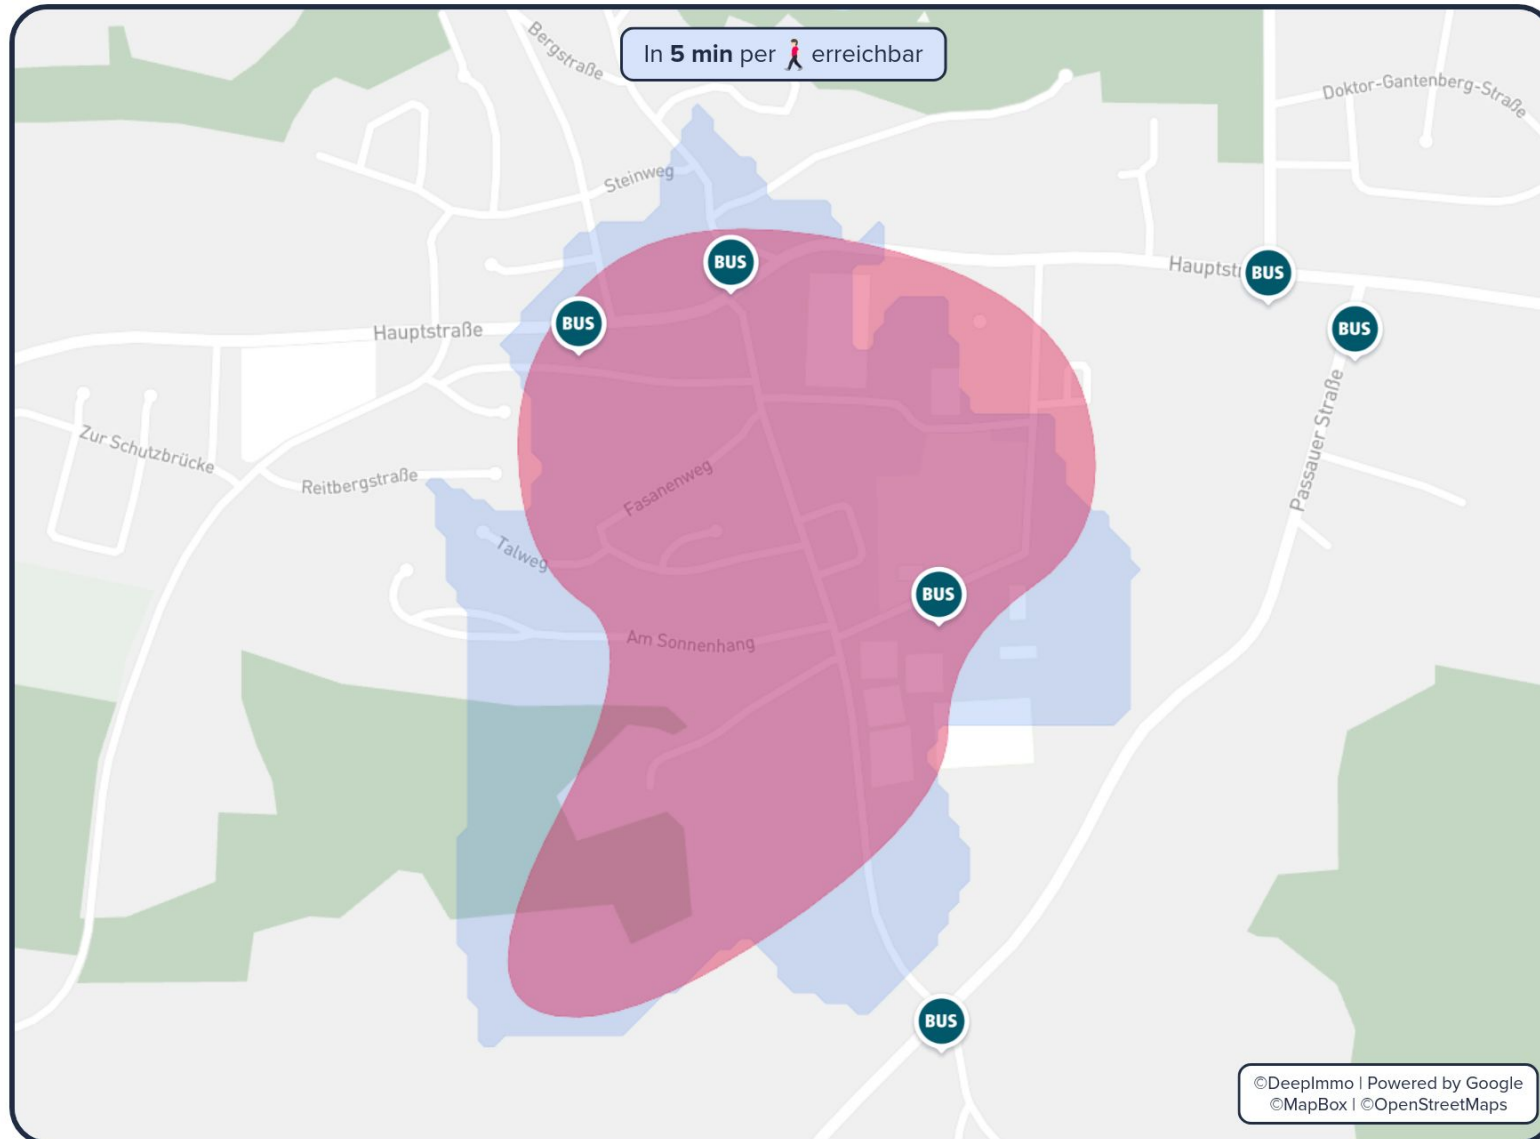 Bergstraße
In 5 min per erreichbar
Doktor-Gantenberg-Straße
Steinweg
BUS
Hauptstr
BUS
BUS
Hauptstraße
BUS
Passauer Straße
Zur Schutzbrücke
Reitbergstraße
Fasanenweg
Talweg
BUS
Am Sonnenhang
BUS
©DeepImmo | Powered by Google
©MapBox | ©OpenStreetMaps